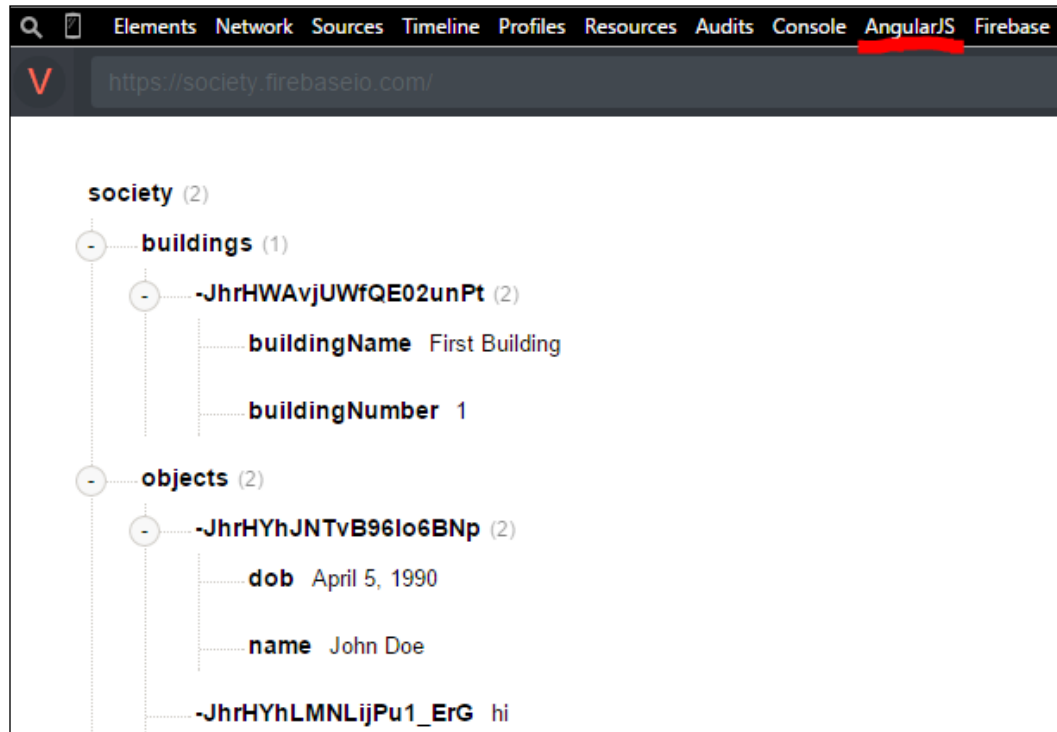 Elements Network Sources Timeline Profiles Resources Audits Console AngularJS Firebase
V https://society.firebaseio.com/
society (2)
- buildings (1)
- -JhrHWAvjUWfQE02unPt (2)
buildingName First Building
buildingNumber 1
- objects (2)
- -JhrHYhJNTvB96Io6BNp (2)
dob April 5, 1990
name John Doe
-JhrHYhLMNLijPu1_ErG hi